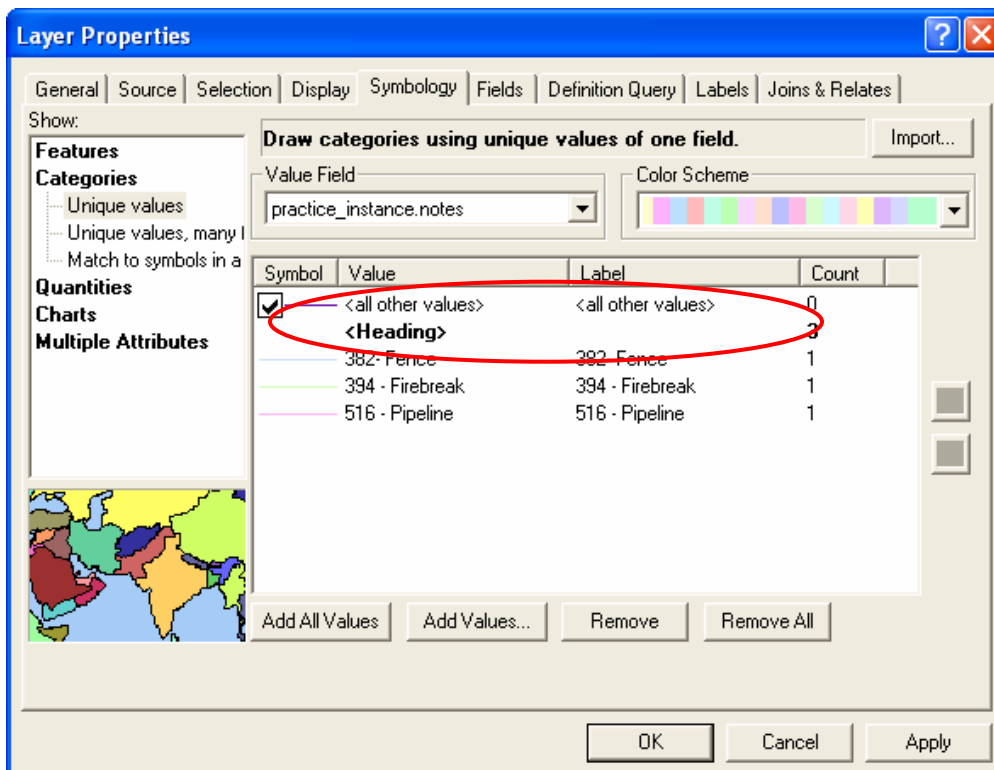 Layer Properties
General Source Selection Display Symbology Fields Definition Query Labels Joins & Relates
Show:
Features
Categories
Unique values
Unique values, many
Match to symbols in a
Quantities
Charts
Multiple Attributes
Draw categories using unique values of one field.
Import...
Value Field
practice_instance.notes
Color Scheme
Symbol Value Label Count
<all other values> <all other values> 0
<Heading> 3
382- Fence 382- Fence 1
394 - Firebreak 394 - Firebreak 1
516 - Pipeline 516 - Pipeline 1
Add All Values Add Values... Remove Remove All
OK Cancel Apply